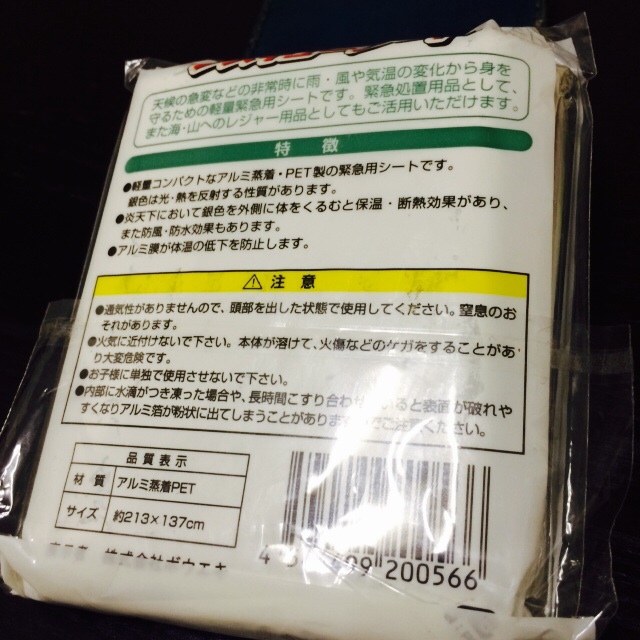 天候の急変などの非常時に雨・風や気温の変化から身を
守るための軽量緊急用シートです。緊急処置用品として、
また海・山へのレジャー用品としてもご活用いただけます。
特 徴
●軽量コンパクトなアルミ蒸着・PET製の緊急用シートです。
銀色は光・熱を反射する性質があります。
●炎天下において銀色を外側に体をくるむと保温・断熱効果があり、
また防風・防水効果もあります。
●アルミ膜が体温の低下を防止します。
⚠ 注 意
●通気性がありませんので、頭部を出した状態で使用してください。窒息のお
それがあります。
●火気に近付けないで下さい。本体が溶けて、火傷などのケガをすることがあ
り大変危険です。
●お子様に単独で使用させないで下さい。
●内部に水滴がつき凍った場合や、長時間こすり合わ いると表面が破れや
すくなりアルミ箔が粉状に出てしまうことがありま ご注 ください。
品 質 表 示
材 質 アルミ蒸着PET
サイズ 約213×137cm
株式会社
200566